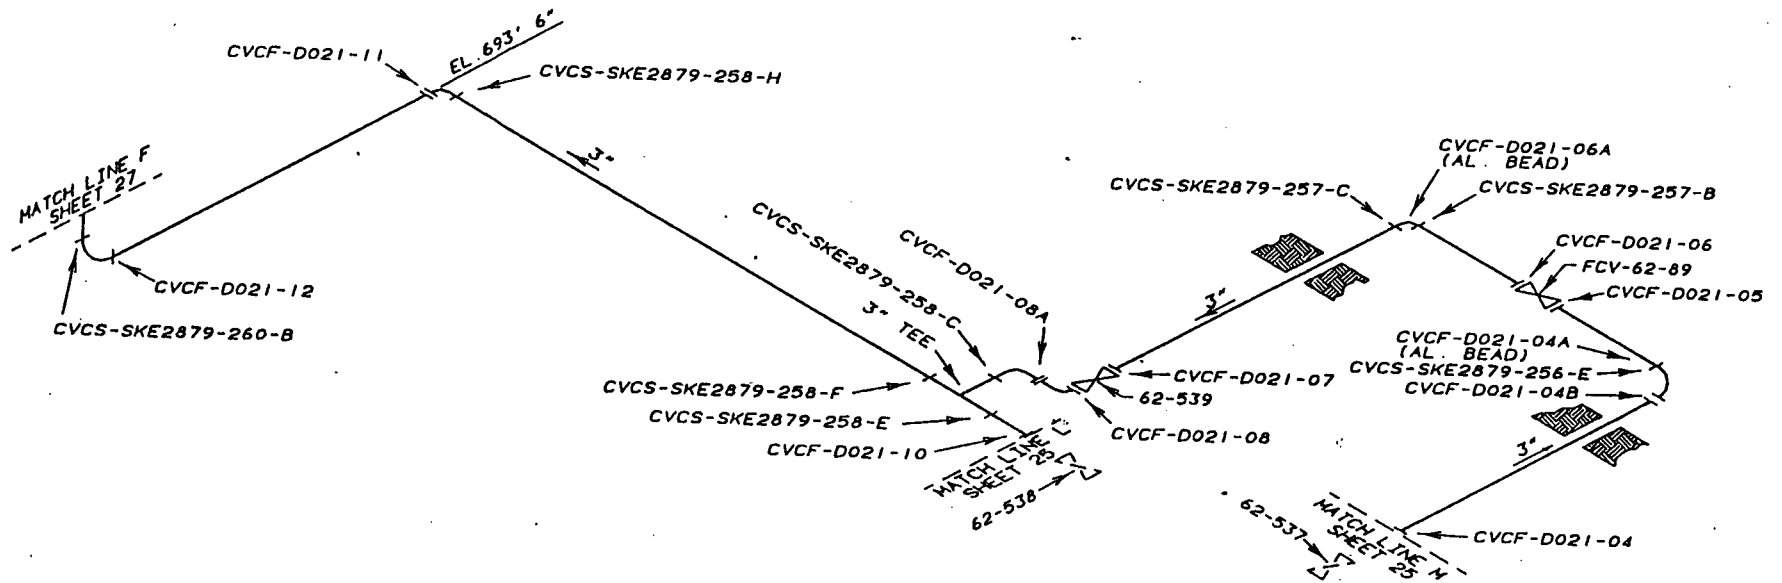 CVCF-D021-11
EL. 693' 6"
CVCS-SKE2879-258-H
MATCH LINE F
SHEET 27
CVCF-D021-12
CVCS-SKE2879-260-B
3"
CVCS-SKE2879-258-C
CVCF-D021-08A
3" TEE
CVCS-SKE2879-258-F
CVCS-SKE2879-258-E
CVCF-D021-10
MATCH LINE
SHEET 25
62-538
CVCF-D021-07
62-539
CVCF-D021-08
3"
CVCS-SKE2879-257-C
CVCF-D021-06A
(AL. BEAD)
CVCS-SKE2879-257-B
CVCF-D021-06
FCV-62-89
CVCF-D021-05
CVCF-D021-04A
(AL. BEAD)
CVCS-SKE2879-256-E
CVCF-D021-04B
3"
62-537
MATCH LINE M
SHEET 25
CVCF-D021-04